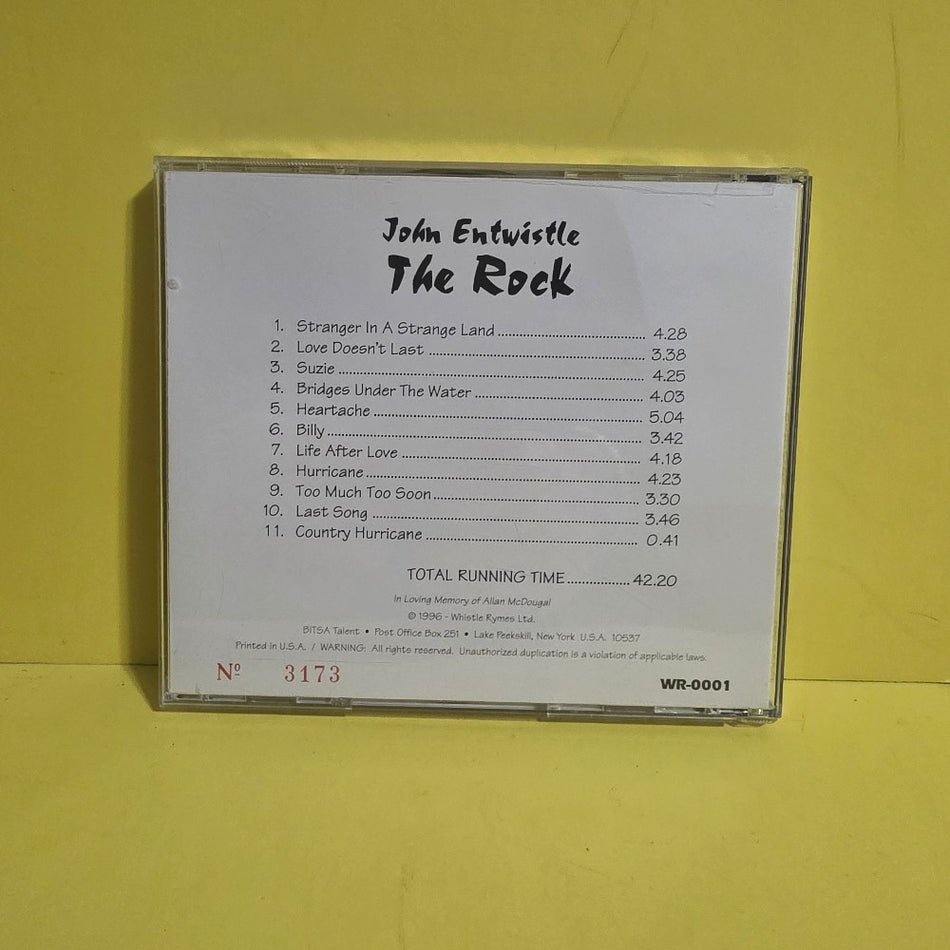 John Entwistle
The Rock
1. Stranger In A Strange Land........................................ 4.28
2. Love Doesn't Last ........................................ 3.38
3. Suzie ........................................ 4.25
4. Bridges Under The Water ........................................ 4.03
5. Heartache ........................................ 5.04
6. Billy ........................................ 3.42
7. Life After Love ........................................ 4.18
8. Hurricane ........................................ 4.23
9. Too Much Too Soon ........................................ 3.30
10. Last Song ........................................ 3.46
11. Country Hurricane ........................................ 0.41
TOTAL RUNNING TIME................. 42.20
In Loving Memory of Allan McDougal
© 1996 - Whistle Rymes Ltd.
BITSA Talent • Post Office Box 251 • Lake Peekskill, New York U.S.A. 10537
Printed in U.S.A. / WARNING: All rights reserved. Unauthorized duplication is a violation of applicable laws.
Nº 3173
WR-0001